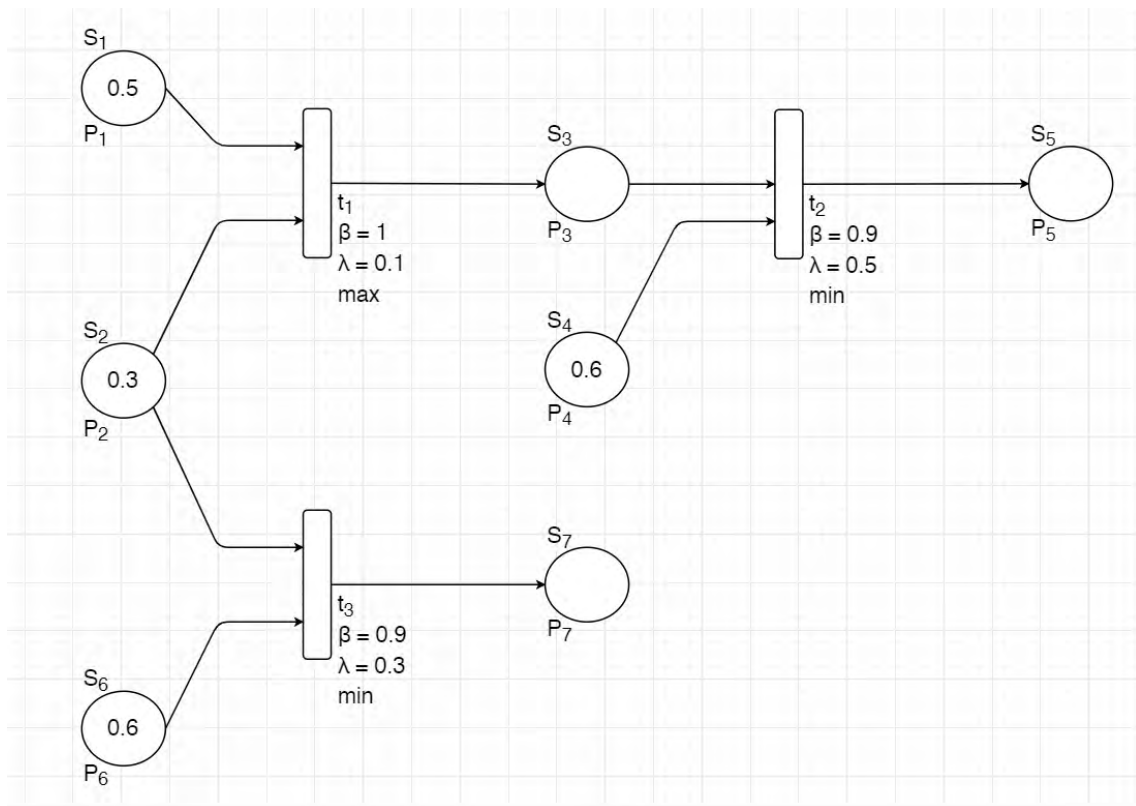 S1
0.5
P1
t1
β = 1
λ = 0.1
max
S3
P3
t2
β = 0.9
λ = 0.5
min
S5
P5
S2
0.3
P2
S4
0.6
P4
t3
β = 0.9
λ = 0.3
min
S7
P7
S6
0.6
P6